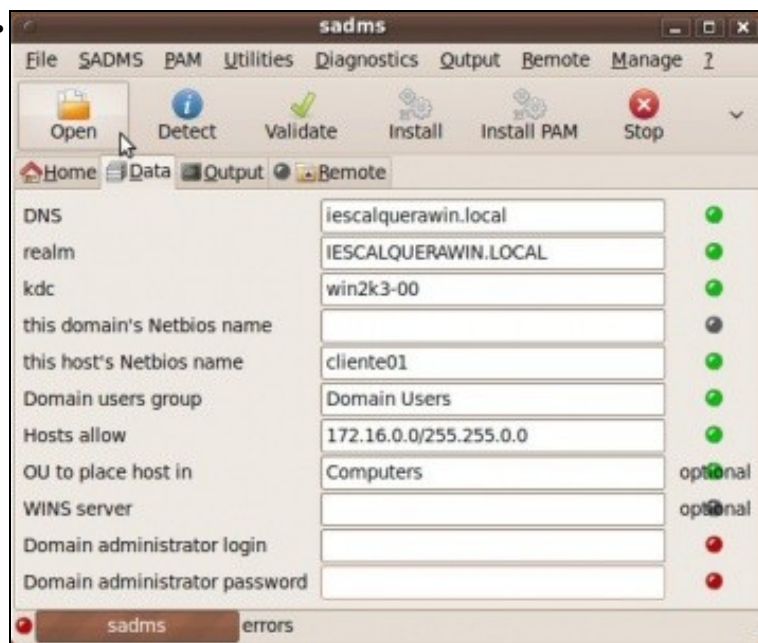 sadms
File SADMS PAM Utilities Diagnostics Output Remote Manage ?
Open Detect Validate Install Install PAM Stop
Home Data Output Remote
DNS iescalquerawin.local
realm IESCALQUERAWIN.LOCAL
kdc win2k3-00
this domain's Netbios name
this host's Netbios name cliente01
Domain users group Domain Users
Hosts allow 172.16.0.0/255.255.0.0
OU to place host in Computers optional
WINS server optional
Domain administrator login
Domain administrator password
sadms errors